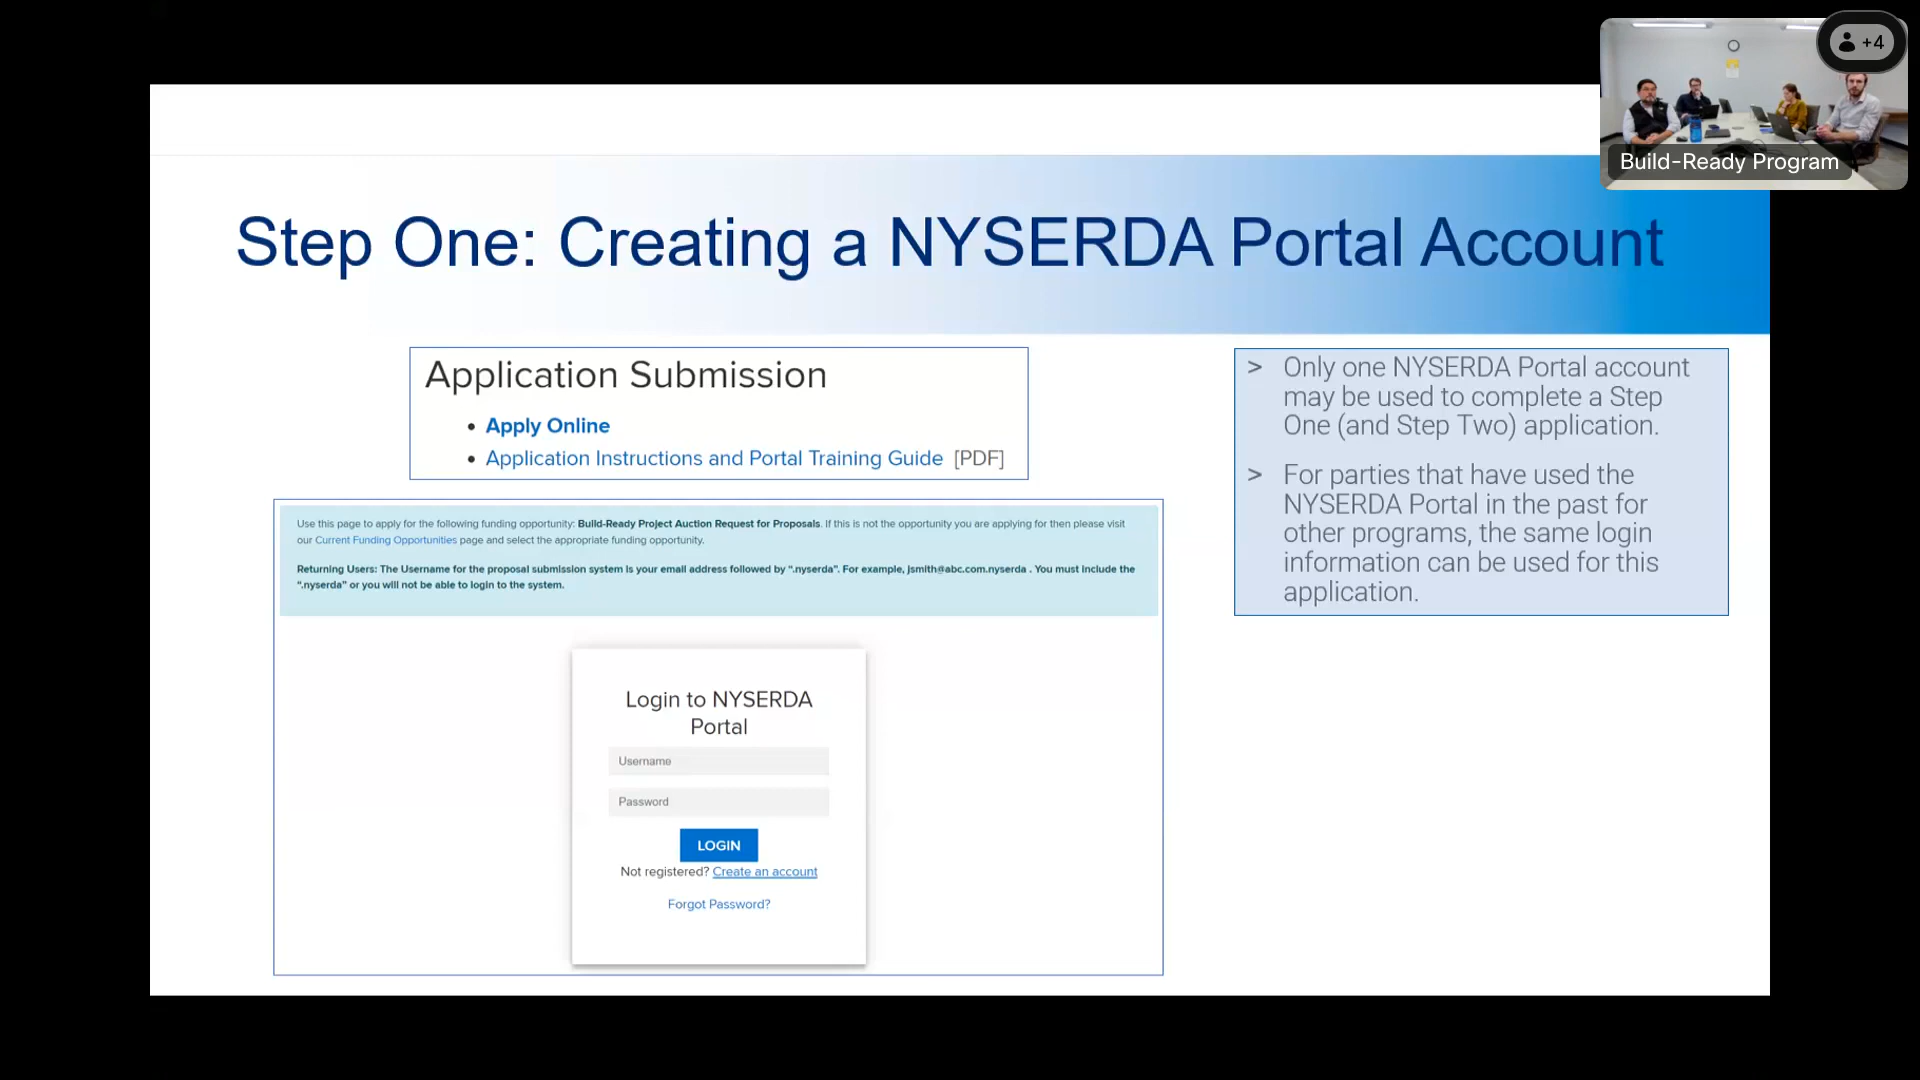 +4
Build-Ready Program
Step One: Creating a NYSERDA Portal Account
Application Submission
• Apply Online
• Application Instructions and Portal Training Guide [PDF]
Use this page to apply for the following funding opportunity: Build-Ready Project Auction Request for Proposals. If this is not the opportunity you are applying for then please visit
our Current Funding Opportunities page and select the appropriate funding opportunity.
Returning Users: The Username for the proposal submission system is your email address followed by ".nyserda". For example, jsmith@abc.com.nyserda . You must include the
".nyserda" or you will not be able to login to the system.
Login to NYSERDA
Portal
Username
Password
LOGIN
Not registered? Create an account
Forgot Password?
> Only one NYSERDA Portal account
may be used to complete a Step
One (and Step Two) application.
> For parties that have used the
NYSERDA Portal in the past for
other programs, the same login
information can be used for this
application.